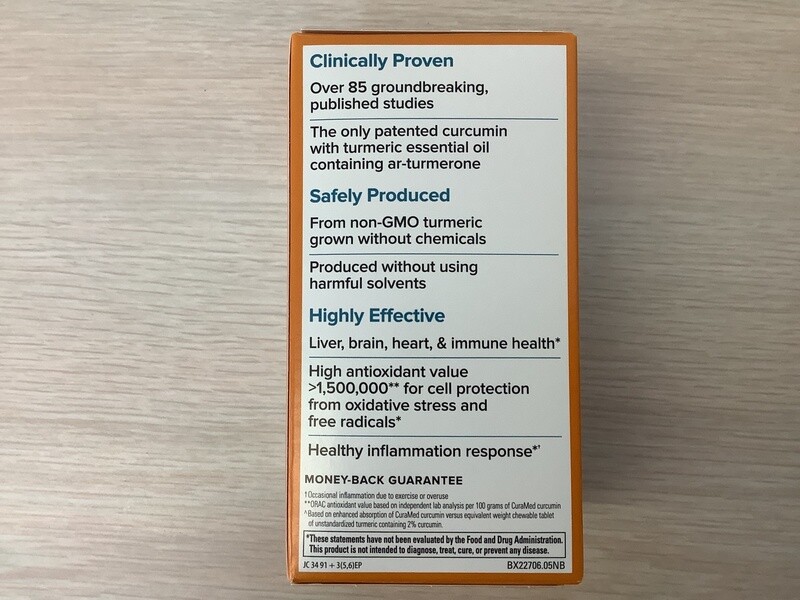 Clinically Proven
Over 85 groundbreaking,
published studies
The only patented curcumin
with turmeric essential oil
containing ar-turmerone
Safely Produced
From non-GMO turmeric
grown without chemicals
Produced without using
harmful solvents
Highly Effective
Liver, brain, heart, & immune health*
High antioxidant value
>1,500,000** for cell protection
from oxidative stress and
free radicals*
Healthy inflammation response*†
MONEY-BACK GUARANTEE
†Occasional inflammation due to exercise or overuse
**ORAC antioxidant value based on independent lab analysis per 100 grams of CuraMed curcumin
^Based on enhanced absorption of CuraMed curcumin versus equivalent weight chewable tablet
of unstandardized turmeric containing 2% curcumin.
*These statements have not been evaluated by the Food and Drug Administration.
This product is not intended to diagnose, treat, cure, or prevent any disease.
JC 34 91 + 3(5,6)EP
BX22706.05NB